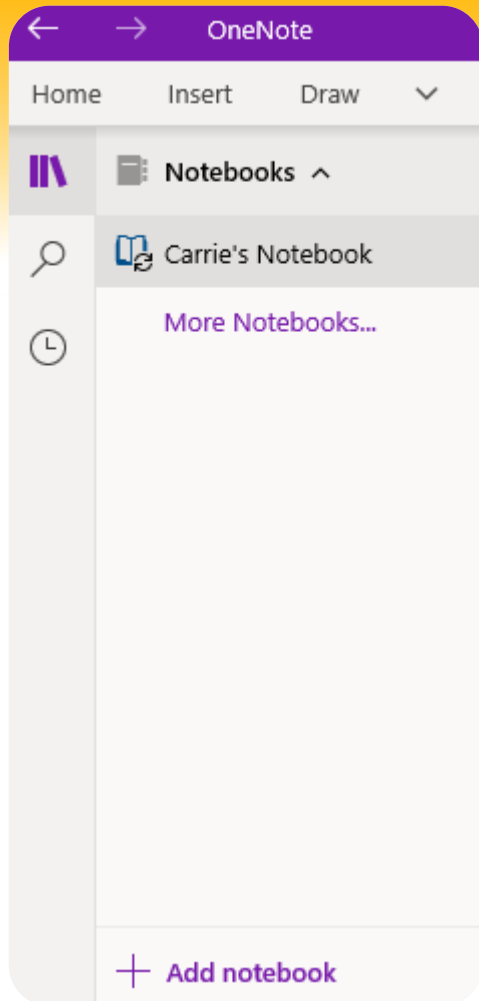 OneNote
Home Insert Draw
Notebooks
Carrie's Notebook
More Notebooks...
Add notebook